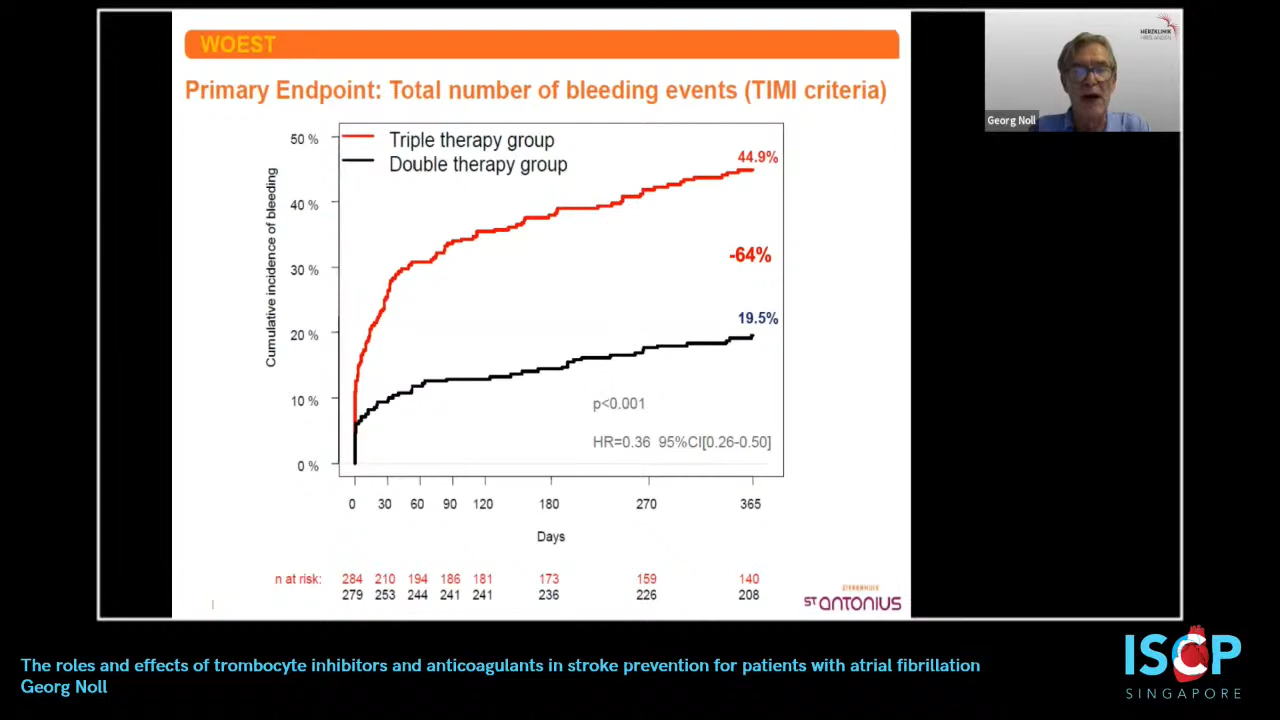 WOEST
Primary Endpoint: Total number of bleeding events (TIMI criteria)
Cumulative incidence of bleeding
50 %
40 %
30 %
20 %
10 %
0 %
Triple therapy group
Double therapy group
44.9%
-64%
19.5%
p<0.001
HR=0.36 95%CI[0.26-0.50]
0 30 60 90 120 180 270 365
Days
n at risk: 284 210 194 186 181 173 159 140
279 253 244 241 241 236 226 208
ST ANTONIUS
HERZKLINIK
HIRSLANDEN
Georg Noll
The roles and effects of trombocyte inhibitors and anticoagulants in stroke prevention for patients with atrial fibrillation
Georg Noll
ISCP
SINGAPORE